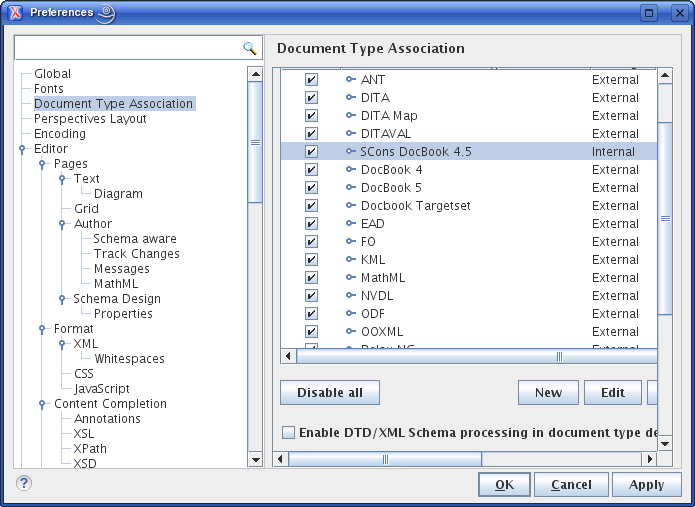 Preferences
Document Type Association
Global
Fonts
Document Type Association
Perspectives Layout
Encoding
Editor
Pages
Text
Diagram
Grid
Author
Schema aware
Track Changes
Messages
MathML
Schema Design
Properties
Format
XML
Whitespaces
CSS
JavaScript
Content Completion
Annotations
XSL
XPath
XSD
ANT External
DITA External
DITA Map External
DITAVAL External
SCons DocBook 4.5 Internal
DocBook 4 External
DocBook 5 External
Docbook Targetset External
EAD External
FO External
KML External
MathML External
NVDL External
ODF External
OOXML External
Relax NG External
Disable all New Edit
Enable DTD/XML Schema processing in document type de
? OK Cancel Apply